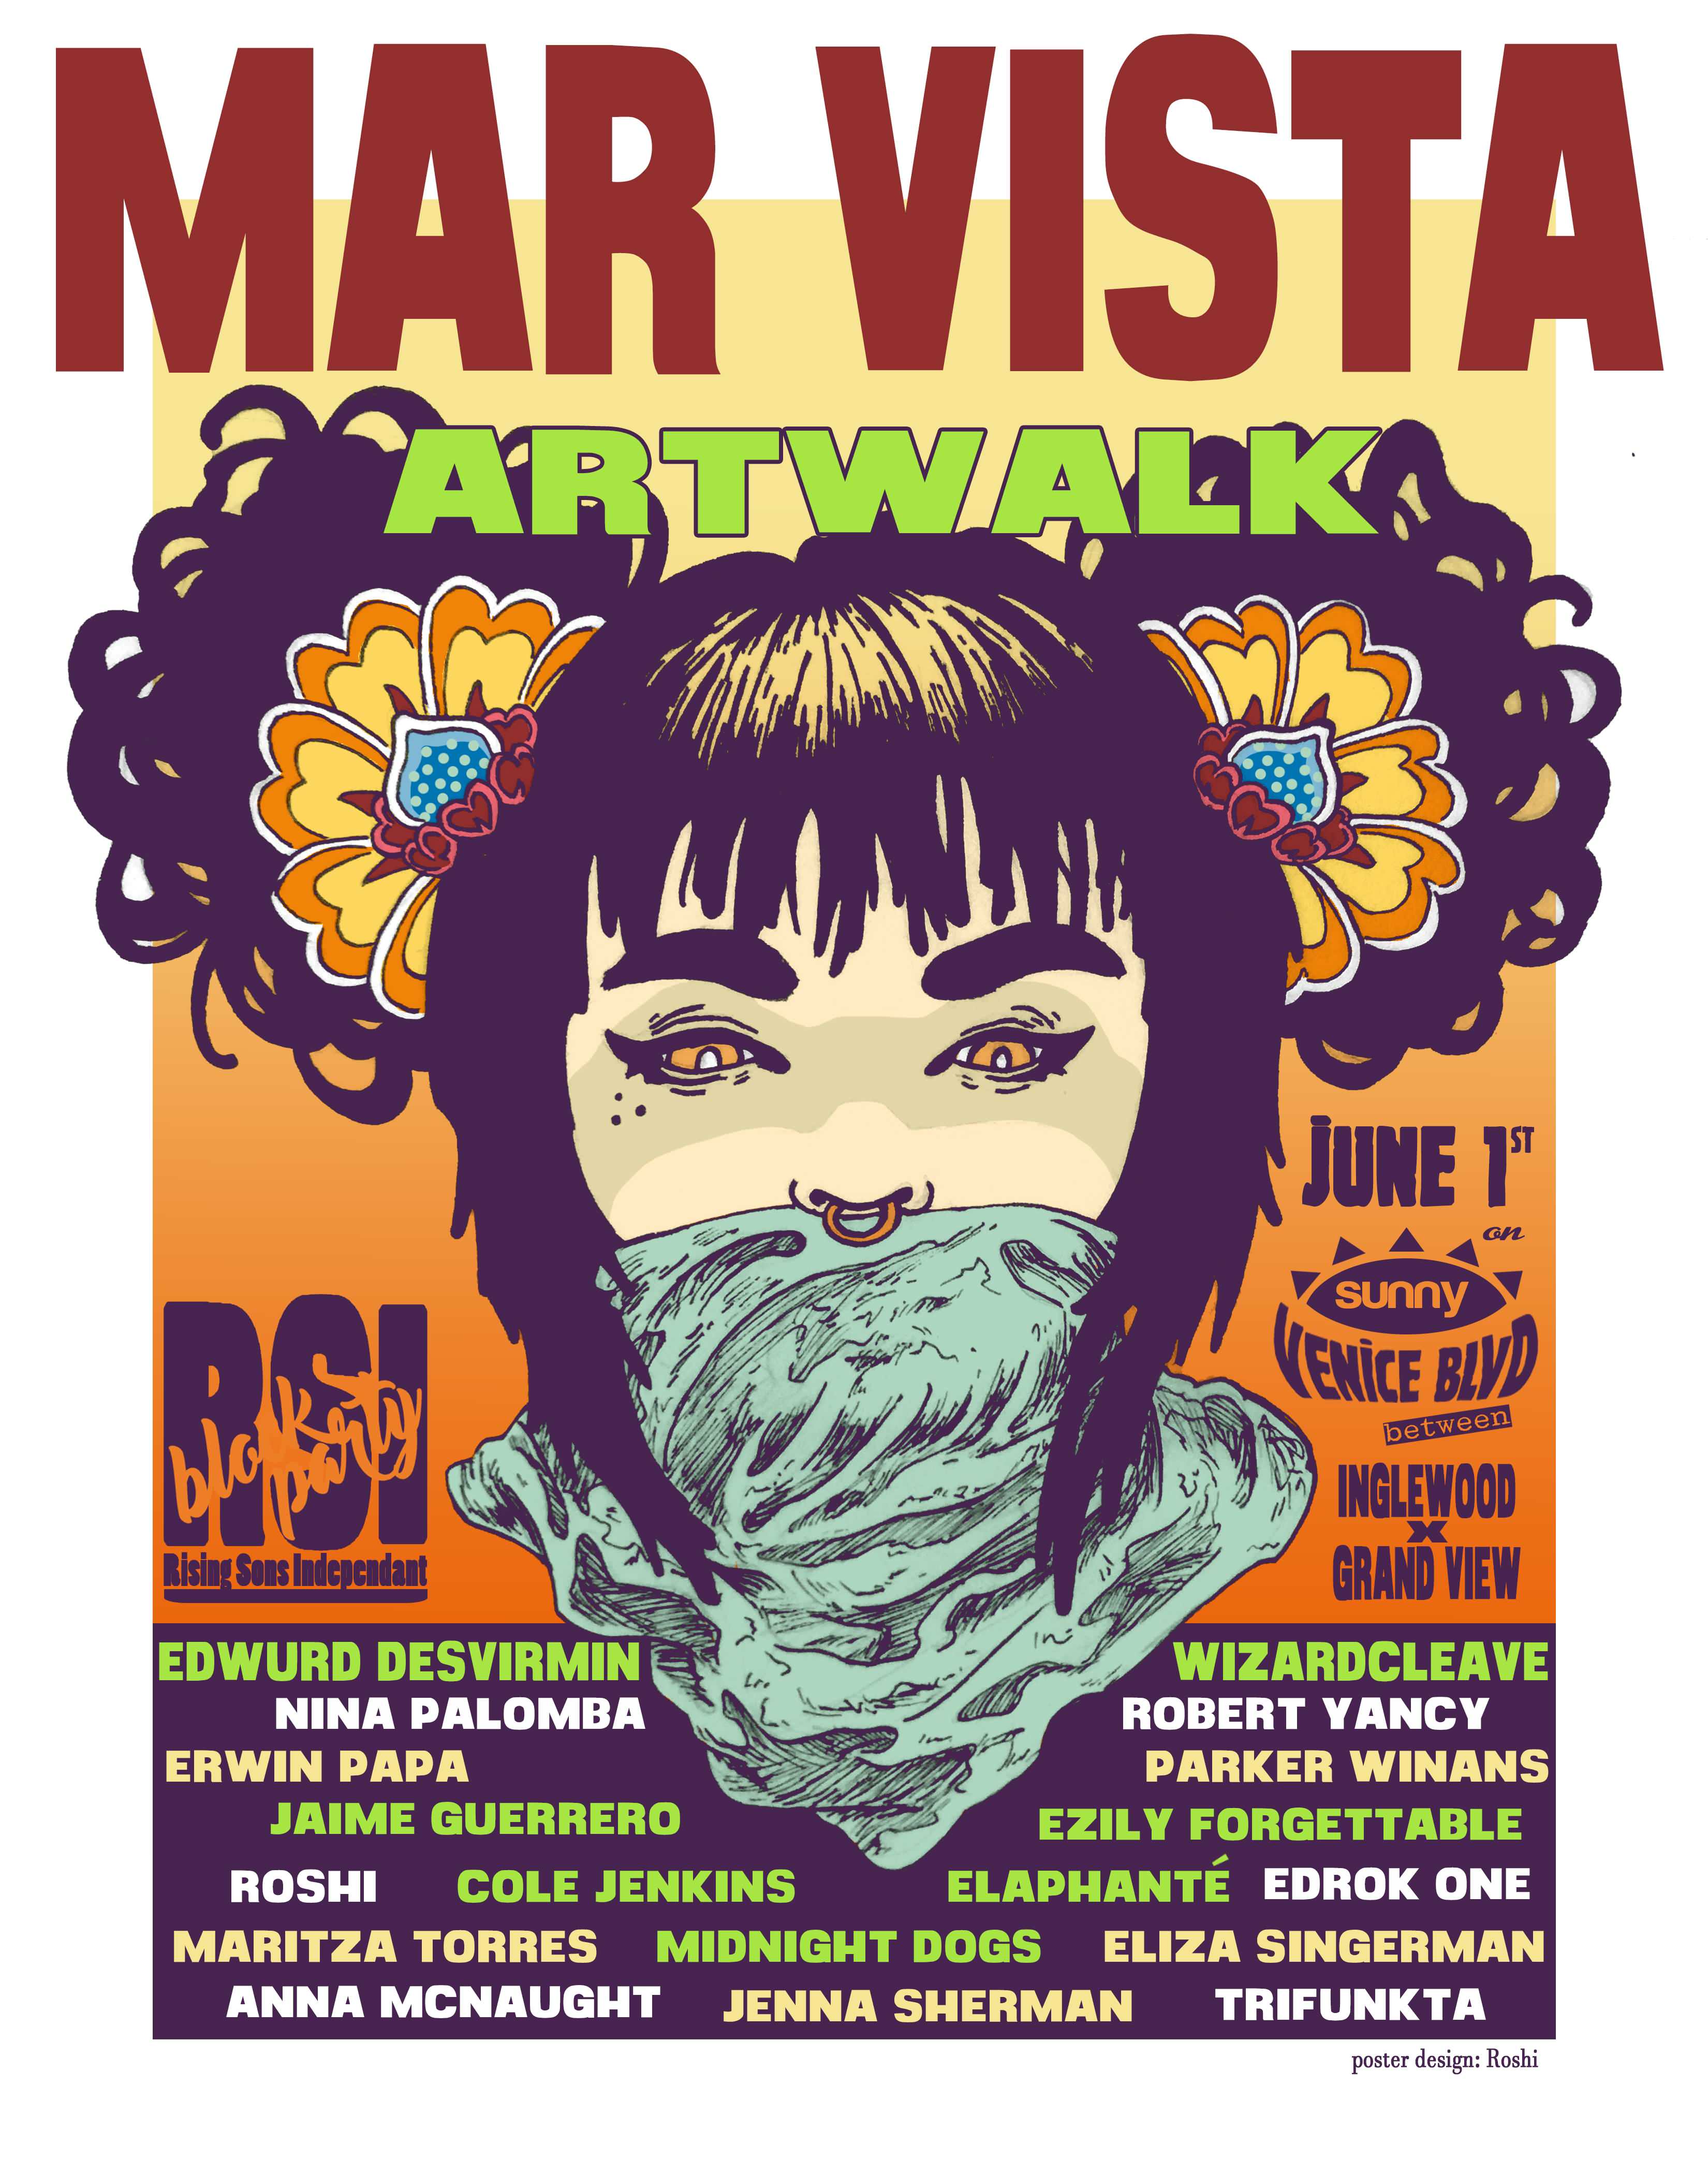 MAR VISTA
ARTWALK
JUNE 1ST
on
sunny
VENICE BLVD
between
INGLEWOOD
X
GRAND VIEW
RSI
block party
Rising Sons Independant
EDWURD DESVIRMIN
WIZARDCLEAVE
NINA PALOMBA
ROBERT YANCY
ERWIN PAPA
PARKER WINANS
JAIME GUERRERO
EZILY FORGETTABLE
ROSHI COLE JENKINS ELAPHANTÉ EDROK ONE
MARITZA TORRES MIDNIGHT DOGS ELIZA SINGERMAN
ANNA MCNAUGHT JENNA SHERMAN TRIFUNKTA
poster design: Roshi